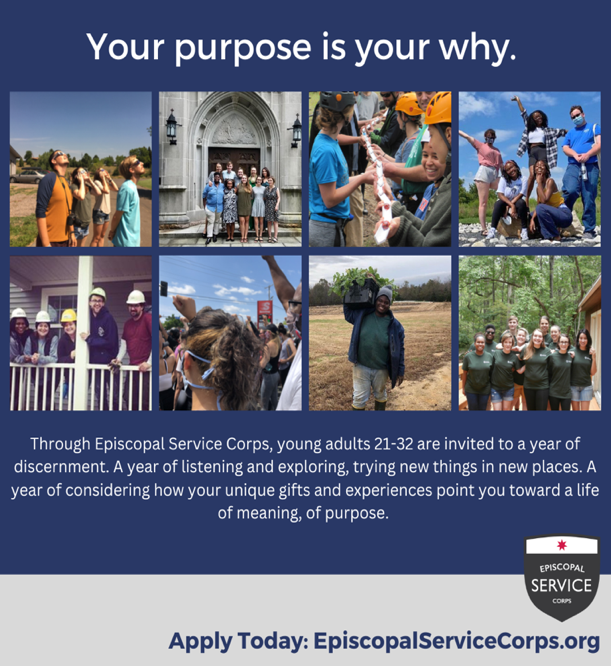 Your purpose is your why.
Through Episcopal Service Corps, young adults 21-32 are invited to a year of
discernment. A year of listening and exploring, trying new things in new places. A
year of considering how your unique gifts and experiences point you toward a life
of meaning, of purpose.
EPISCOPAL
SERVICE
CORPS
Apply Today: EpiscopalServiceCorps.org